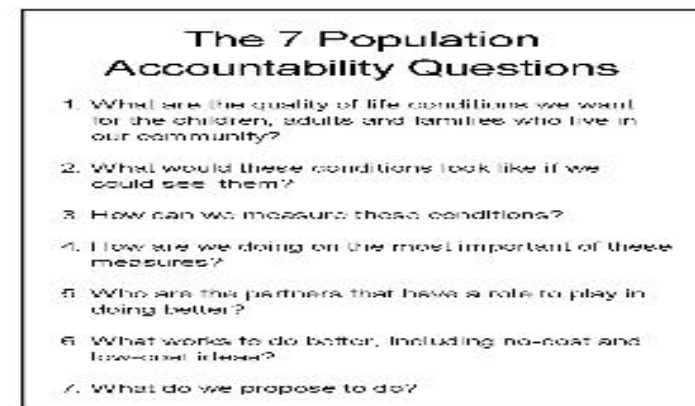 The 7 Population
Accountability Questions
1. What are the quality of life conditions we want
for the children, adults and families who live in
our community?
2. What would these conditions look like if we
could see them?
3. How can we measure these conditions?
4. How are we doing on the most important of these
measures?
5. Who are the partners that have a role to play in
doing better?
6. What works to do better, including no-cost and
low-cost ideas?
7. What do we propose to do?